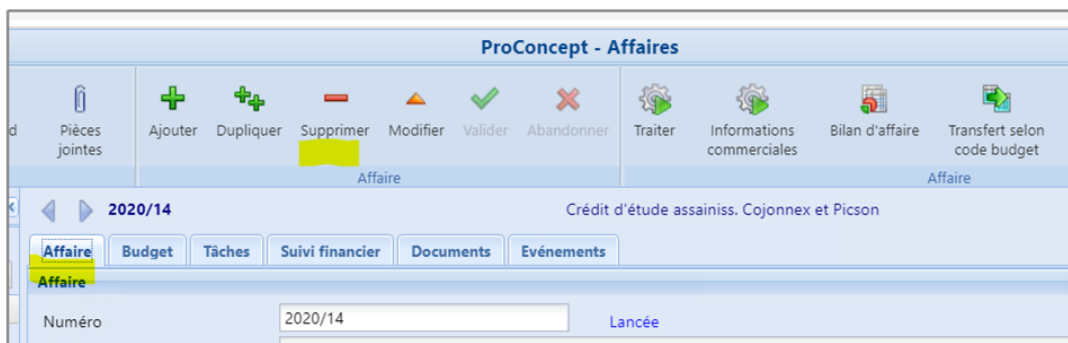 ProConcept - Affaires
d Pièces jointes Ajouter Dupliquer Supprimer Modifier Valider Abandonner Traiter Informations commerciales Bilan d'affaire Transfert selon code budget
Affaire Affaire
2020/14 Crédit d'étude assainiss. Cojonnex et Picson
Affaire Budget Tâches Suivi financier Documents Evénements
Affaire
Numéro 2020/14 Lancée